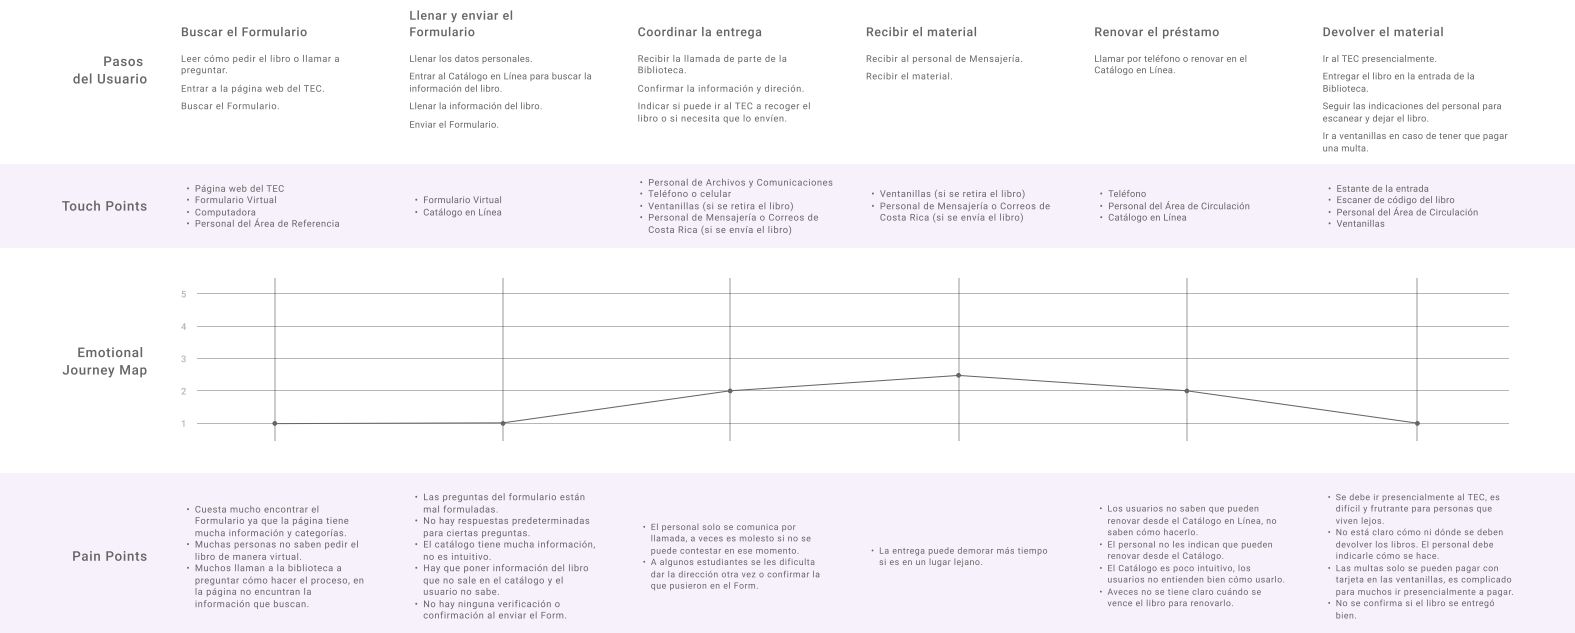 Pasos
del Usuario
Buscar el Formulario
Leer cómo pedir el libro o llamar a
preguntar.
Entrar a la página web del TEC.
Buscar el Formulario.
Llenar y enviar el
Formulario
Llenar los datos personales.
Entrar al Catálogo en Línea para buscar la
información del libro.
Llenar la información del libro.
Enviar el Formulario.
Coordinar la entrega
Recibir la llamada de parte de la
Biblioteca.
Confirmar la información y direción.
Indicar si puede ir al TEC a recoger el
libro o si necesita que lo envíen.
Recibir el material
Recibir al personal de Mensajería.
Recibir el material.
Renovar el préstamo
Llamar por teléfono o renovar en el
Catálogo en Línea.
Devolver el material
Ir al TEC presencialmente.
Entregar el libro en la entrada de la
Biblioteca.
Seguir las indicaciones del personal para
escanear y dejar el libro.
Ir a ventanillas en caso de tener que pagar
una multa.
Touch Points
• Página web del TEC
• Formulario Virtual
• Computadora
• Personal del Área de Referencia
• Formulario Virtual
• Catálogo en Línea
• Personal de Archivos y Comunicaciones
• Teléfono o celular
• Ventanillas (si se retira el libro)
• Personal de Mensajería o Correos de
Costa Rica (si se envía el libro)
• Ventanillas (si se retira el libro)
• Personal de Mensajería o Correos de
Costa Rica (si se envía el libro)
• Teléfono
• Personal del Área de Circulación
• Catálogo en Línea
• Estante de la entrada
• Escaner de código del libro
• Personal del Área de Circulación
• Ventanillas
Emotional
Journey Map
5
4
3
2
1
Pain Points
• Cuesta mucho encontrar el
Formulario ya que la página tiene
mucha información y categorías.
• Muchas personas no saben pedir el
libro de manera virtual.
• Muchos llaman a la biblioteca a
preguntar cómo hacer el proceso, en
la página no encuntran la
información que buscan.
• Las preguntas del formulario están
mal formuladas.
• No hay respuestas predeterminadas
para ciertas preguntas.
• El catálogo tiene mucha información,
no es intuitivo.
• Hay que poner información del libro
que no sale en el catálogo y el
usuario no sabe.
• No hay ninguna verificación o
confirmación al enviar el Form.
• El personal solo se comunica por
llamada, a veces es molesto si no se
puede contestar en ese momento.
• A algunos estudiantes se les dificulta
dar la dirección otra vez o confirmar la
que pusieron en el Form.
• La entrega puede demorar más tiempo
si es en un lugar lejano.
• Los usuarios no saben que pueden
renovar desde el Catálogo en Línea, no
saben cómo hacerlo.
• El personal no les indican que pueden
renovar desde el Catálogo.
• El Catálogo es poco intuitivo, los
usuarios no entienden bien cómo usarlo.
• Aveces no se tiene claro cuándo se
vence el libro para renovarlo.
• Se debe ir presencialmente al TEC, es
difícil y frutrante para personas que
viven lejos.
• No está claro cómo ni dónde se deben
devolver los libros. El personal debe
indicarle cómo se hace.
• Las multas solo se pueden pagar con
tarjeta en las ventanillas, es complicado
para muchos ir presencialmente a pagar.
• No se confirma si el libro se entregó
bien.